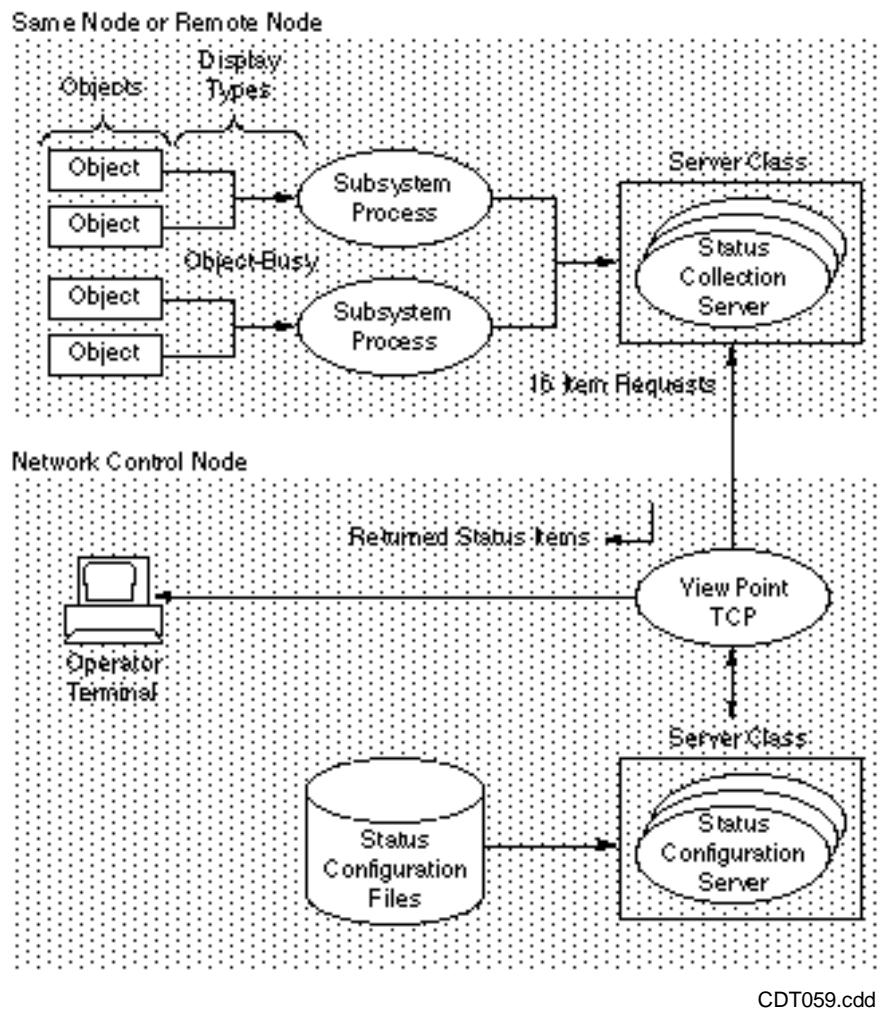 Same Node or Remote Node
Display
Types
Objects
Object
Object
Object
Object
Object-Busy
Subsystem
Process
Subsystem
Process
Server Class
Status
Collection
Server
16 Item Requests
Network Control Node
Returned Status Items
View Point
TCP
Operator
Terminal
Server Class
Status
Configuration
Files
Status
Configuration
Server
CDT059.cdd